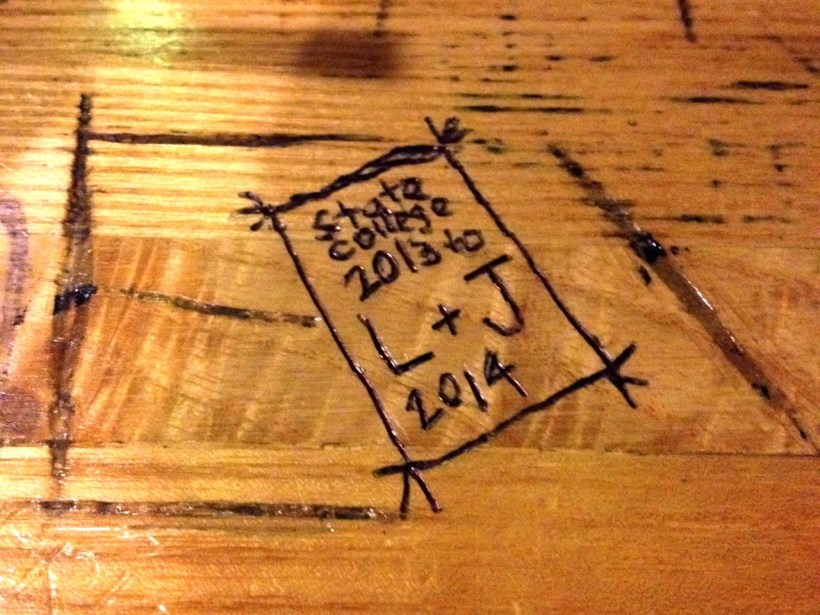 State
College
2013 to
L + J
2014